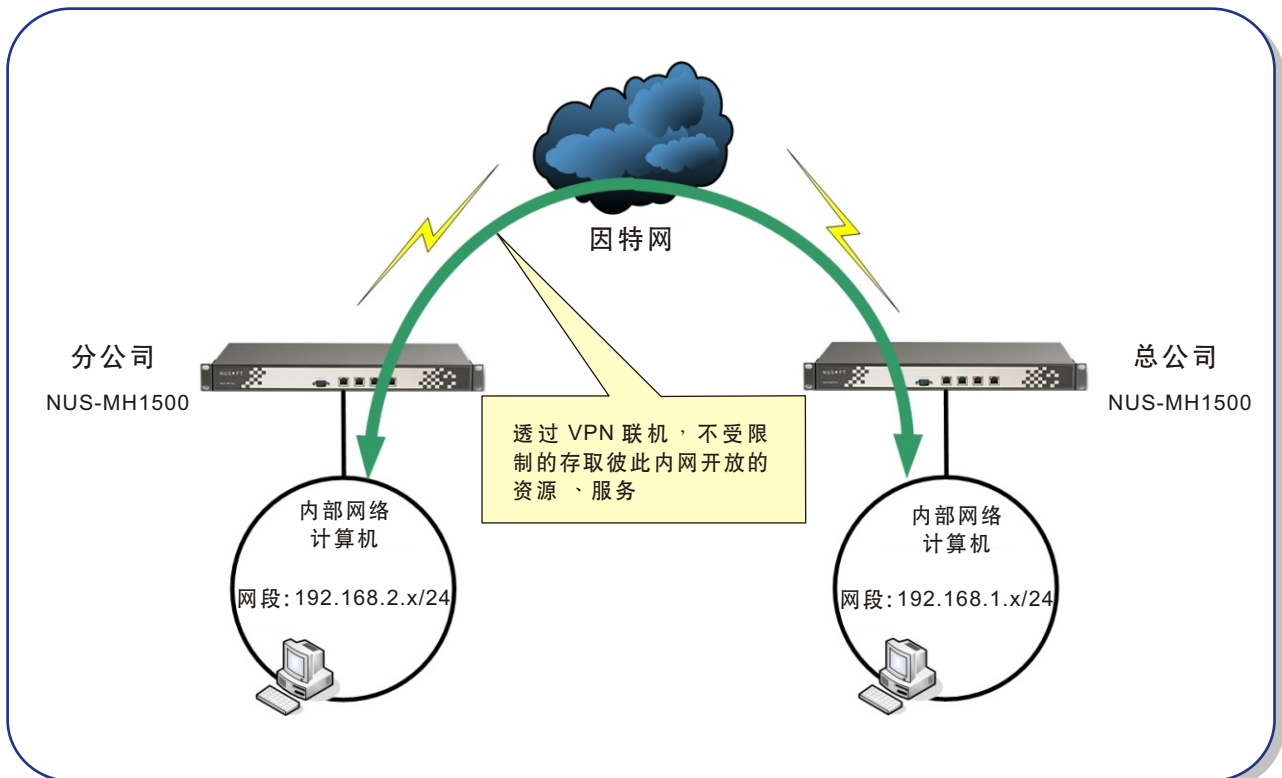 因特网
分公司
NUS-MH1500
总公司
NUS-MH1500
NUSOFT
NUSOFT
透过 VPN 联机，不受限
制的存取彼此内网开放的
资源 、服务
内部网络
计算机
网段:192.168.2.x/24
内部网络
计算机
网段:192.168.1.x/24